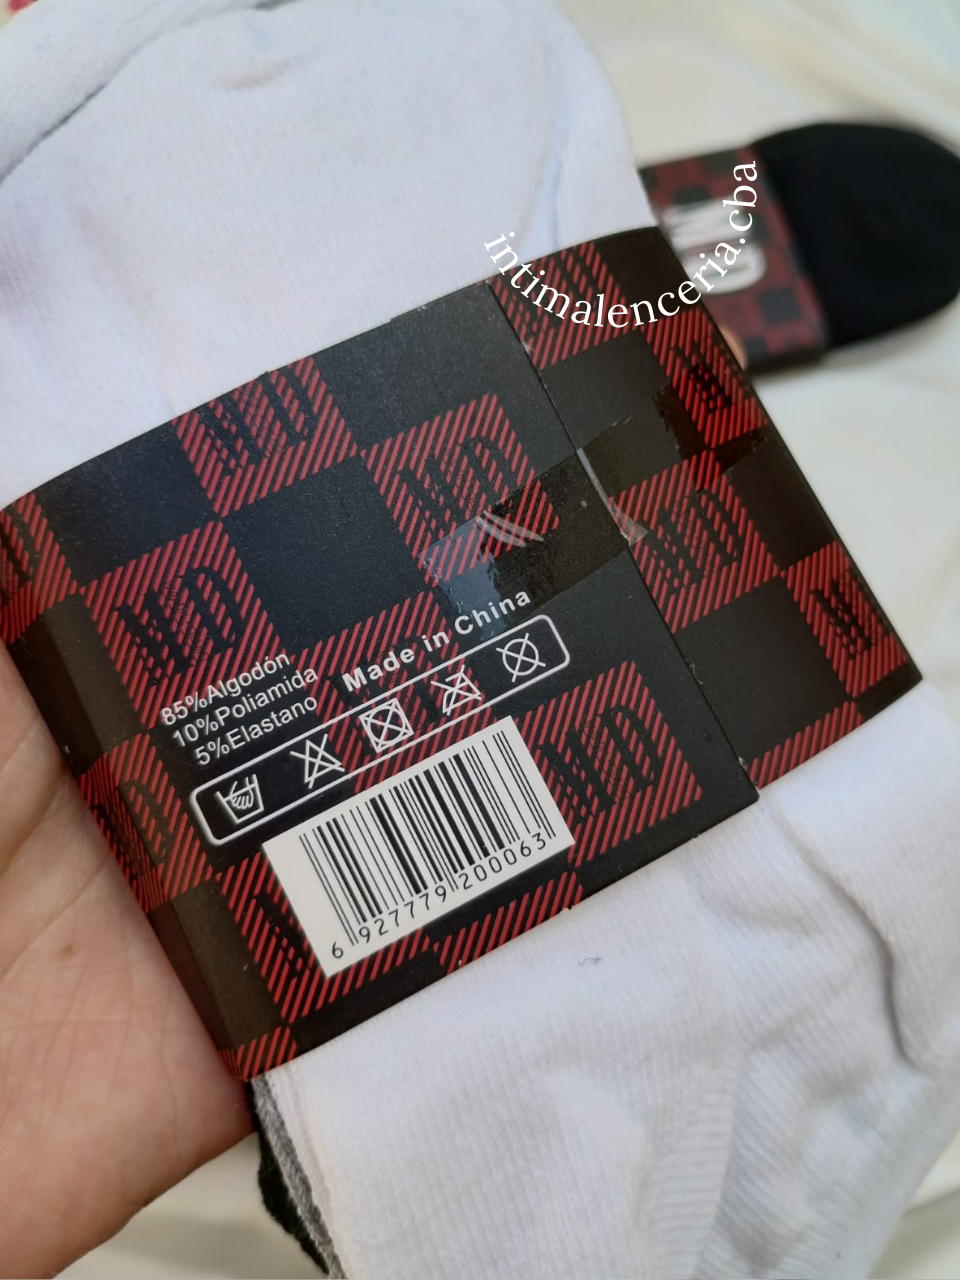 intimalenceria.cba
85%Algodón
10%Poliamida
5%Elastano
Made in China
6 927779 200063